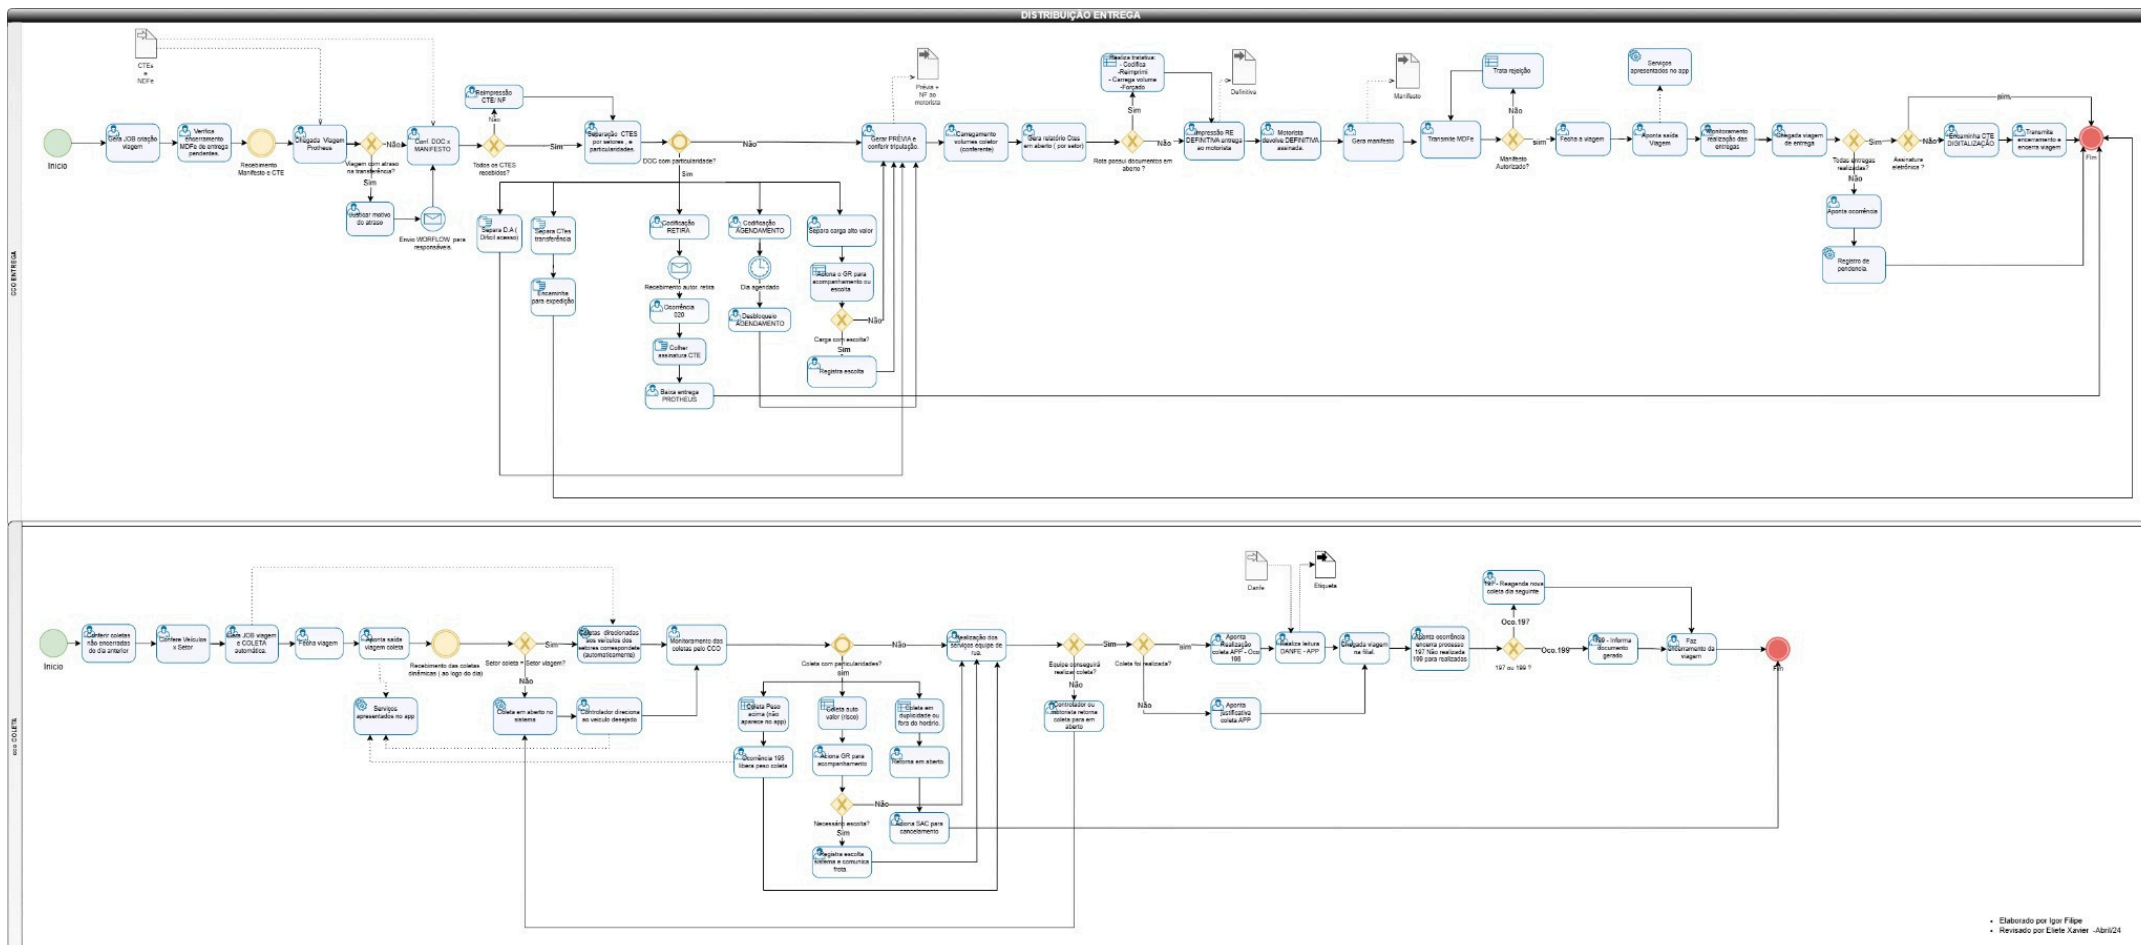 DISTRIBUIÇÃO ENTREGA
CCO ENTREGA
CTEs
e
NDFe
Inicio
Gera JOB criação
viagem
Verifica
encerramento
MDFe de entrega
pendentes.
Recebimento
Manifesto e CTE
Chegada Viagem
Protheus
Não
Viagem com atraso
na transferência?
Sim
Justificar motivo
do atraso
Envio WORFLOW para
responsáveis.
Conf. DOC x
MANIFESTO
Reimpressão
CTE/ NF
Não
Todos os CTES
recebidos?
Sim
Separação CTES
por setores , e
particularidades.
DOC com particularidade?
Não
Sim
Separa D.A (
Dificil acesso)
Separa CTes
transferência
Encaminha
para expedição
Codificação
RETIRA
Recebimento autor. retira
Ocorrência
020
Colher
assinatura CTE
Baixa entrega
PROTHEUS
Codificação
AGENDAMENTO
Dia agendado
Desbloqueio
AGENDAMENTO
Separa carga alto valor
Aciona o GR para
acompanhamento ou
escolta
Não
Carga com escolta?
Sim
Registra escolta
Prévia +
NF ao
motorista
Gerar PRÉVIA e
conferir tripulação.
Carregamento
volumes coletor
(conferente)
Gera relatório Dtas
em aberto ( por setor)
Realiza tratativa:
- Codifica
-Reimprimi
- Carrega volume
-Forçado
Sim
Rota possui documentos em
aberto ?
Não
Impressão RE
DEFINITIVA entrega
ao motorista
Definitiva
Motorista
devolve DEFINITIVA
assinada.
Manifesto
Gera manifesto
Transmite MDFe
Trata rejeição
Não
Manifesto
Autorizado?
sim
Fecha a viagem
Serviços
apresentados no app
Aponta saída
Viagem
Monitoramento
realização das
entregas
Chegada viagem
de entrega
Todas entregas
realizadas?
Sim
Não
Aponta ocorrência
Registro de
pendencia.
sim
Assinatura
eletrônica ?
Não
Encaminha CTE
DIGITALIZAÇÃO
Transmite
encerramento e
encerra viagem
Fim
cco COLETA
Inicio
Conferir coletas
não encerradas
do dia anterior
Confere Veículos
x Setor
Gera JOB viagem
e COLETA
automática.
Fecha viagem
Aponta saída
viagem coleta
Recebimento das coletas
dinâmicas ( ao logo do dia)
Serviços
apresentados no app
Sim
Setor coleta = Setor viagem?
Não
Coleta em aberto no
sistema
Controlador direciona
ao veiculo desejado
Coletas direcionadas
aos veículos dos
setores correspondete
(automaticamente)
Monitoramento das
coletas pelo CCO
Não
Coleta com particularidades?
sim
Coleta Peso
acima (não
aparece no app)
Ocorrência 195
libera peso coleta
Coleta auto
valor (risco)
Aciona GR para
acompanhamento
Não
Necessário escolta?
Sim
Registra escolta
sistema e comunica
frota.
Coleta em
duplicidade ou
fora do horário.
Retorna em aberto
Aciona SAC para
cancelamento
Realização dos
serviços equipe de
rua.
Sim
Equipe conseguirá
realizar coleta?
Não
Controlador ou
motorista retorna
coleta para em
aberto
Coleta foi realizada?
sim
Não
Aponta
Realização
coleta APP - Oco
198
Aponta
justificativa
coleta APP
Danfe
Etiqueta
Realiza leitura
DANFE - APP
Chegada viagem
na filial.
Aponta ocorrência
encerra processo
197 Não realizada
199 para realizadas
197 - Reagenda nova
coleta dia seguinte
Oco.197
197 ou 199 ?
Oco.199
199 - Informa
documento
gerado
Faz
encerramento da
viagem
Fim
• Elaborado por Igor Filipe
• Revisado por Eliete Xavier -Abril/24